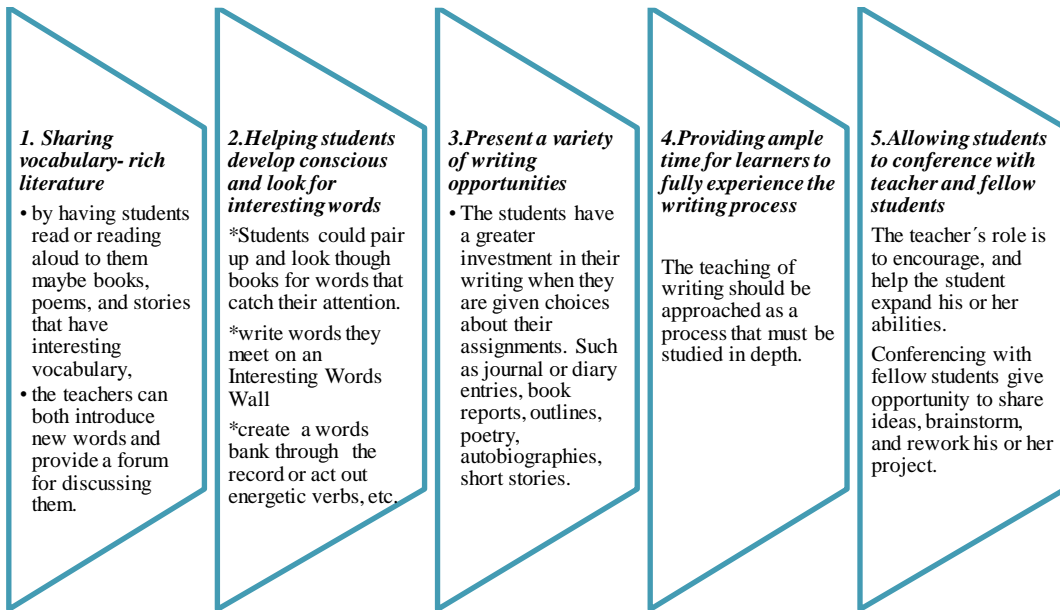 1. Sharing
vocabulary- rich
literature
• by having students
read or reading
aloud to them
maybe books,
poems, and stories
that have
interesting
vocabulary,
• the teachers can
both introduce
new words and
provide a forum
for discussing
them.
2.Helping students
develop conscious
and look for
interesting words
*Students could pair
up and look though
books for words that
catch their attention.
*write words they
meet on an
Interesting Words
Wall
*create a words
bank through the
record or act out
energetic verbs, etc.
3.Present a variety
of writing
opportunities
• The students have
a greater
investment in their
writing when they
are given choices
about their
assignments. Such
as journal or diary
entries, book
reports, outlines,
poetry,
autobiographies,
short stories.
4.Providing ample
time for learners to
fully experience the
writing process
The teaching of
writing should be
approached as a
process that must be
studied in depth.
5.Allowing students
to conference with
teacher and fellow
students
The teacher´s role is
to encourage, and
help the student
expand his or her
abilities.
Conferencing with
fellow students give
opportunity to share
ideas, brainstorm,
and rework his or her
project.